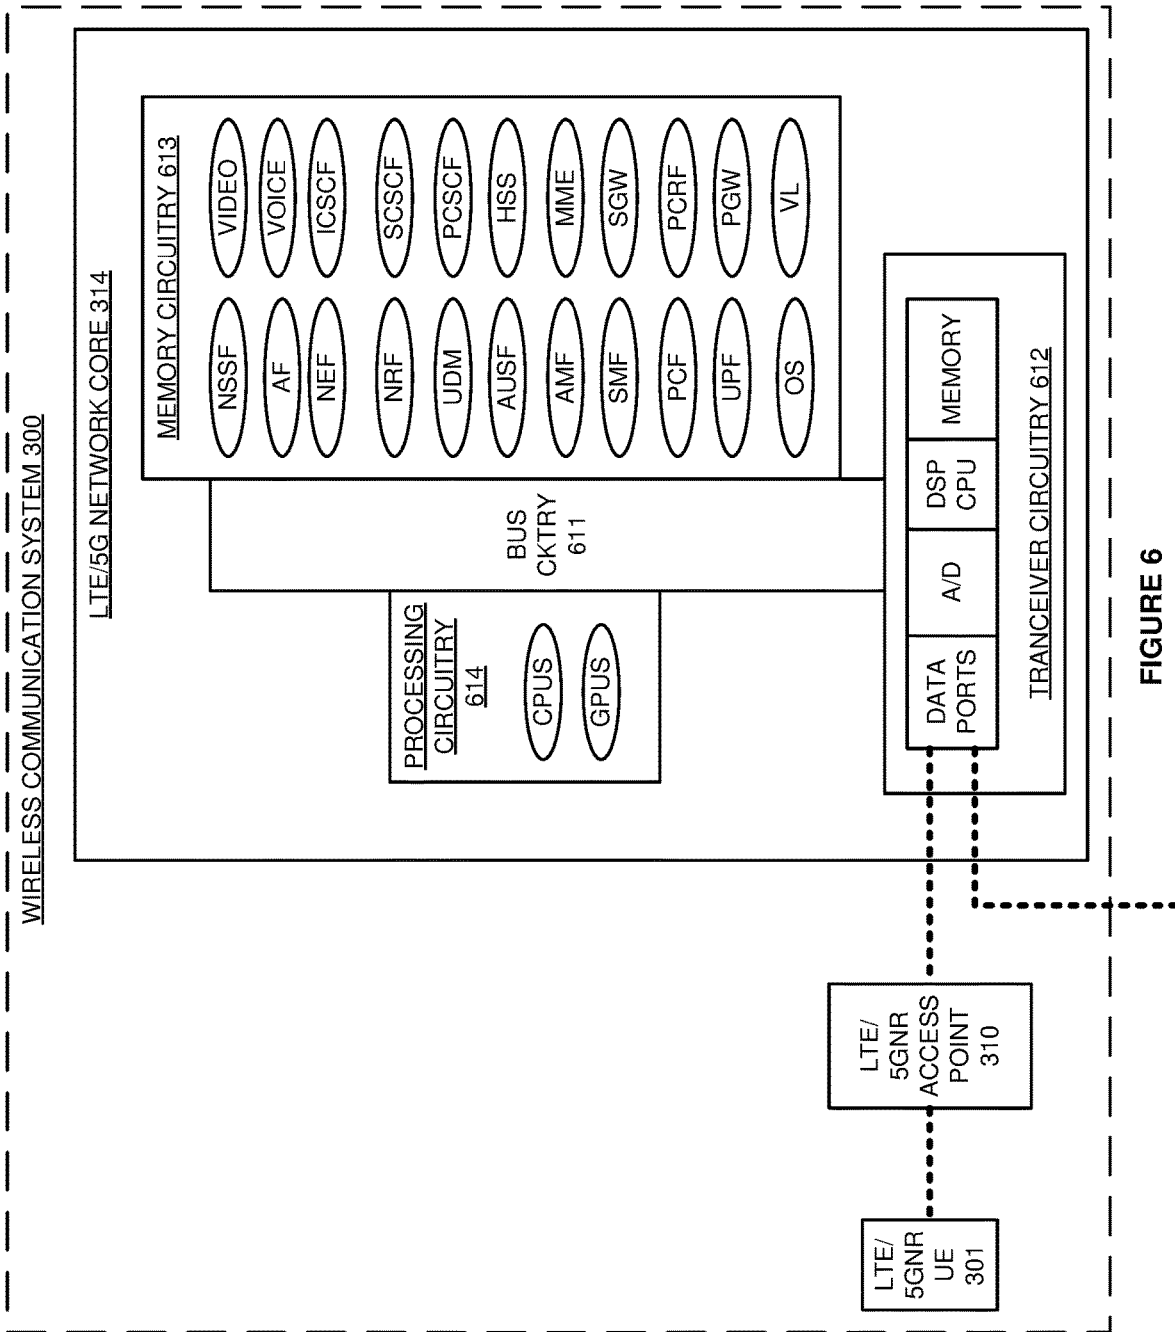 WIRELESS COMMUNICATION SYSTEM 300
LTE/5G NETWORK CORE 314
MEMORY CIRCUITRY 613
NSSF
VIDEO
AF
VOICE
NEF
ICSCF
NRF
SCSCF
UDM
PCSCF
AUSF
HSS
AMF
MME
SMF
SGW
PCF
PCRF
UPF
PGW
OS
VL
BUS
CKTRY
611
PROCESSING
CIRCUITRY
614
CPUS
GPUS
DATA
PORTS
A/D
DSP
CPU
MEMORY
TRANCEIVER CIRCUITRY 612
LTE/
5GNR
ACCESS
POINT
310
LTE/
5GNR
UE
301
FIGURE 6